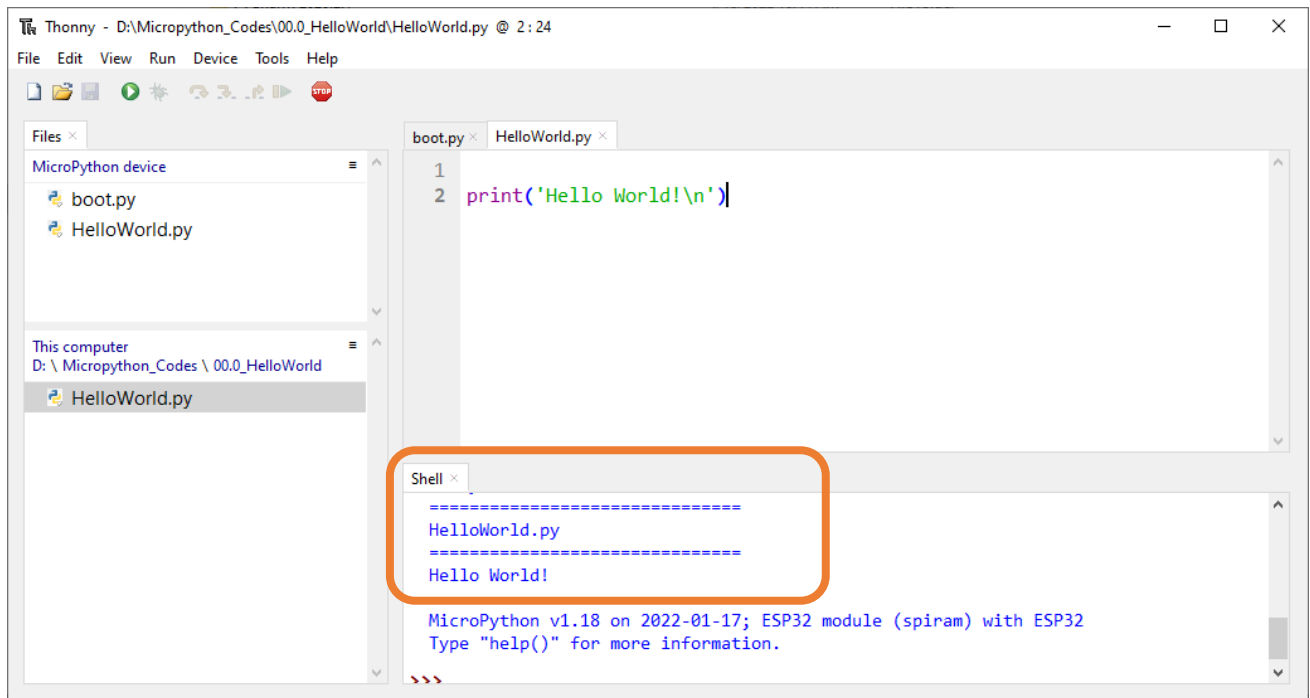 Thonny - D:\Micropython_Codes\00.0_HelloWorld\HelloWorld.py @ 2 : 24
File Edit View Run Device Tools Help
STOP
Files
MicroPython device
boot.py
HelloWorld.py
This computer
D: \ Micropython_Codes \ 00.0_HelloWorld
HelloWorld.py
boot.py HelloWorld.py
1
2 print('Hello World!\n')
Shell
===============================
HelloWorld.py
===============================
Hello World!
MicroPython v1.18 on 2022-01-17; ESP32 module (spiram) with ESP32
Type "help()" for more information.
>>>